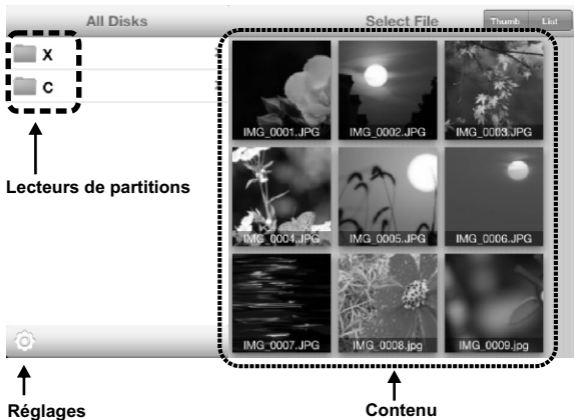 All Disks
Select File
Thumb
List
X
C
IMG_0001.JPG
IMG_0002.JPG
IMG_0003.JPG
Lecteurs de partitions
IMG_0004.JPG
IMG_0005.JPG
IMG_0006.JPG
IMG_0007.JPG
IMG_0008.jpg
IMG_0009.jpg
Réglages
Contenu